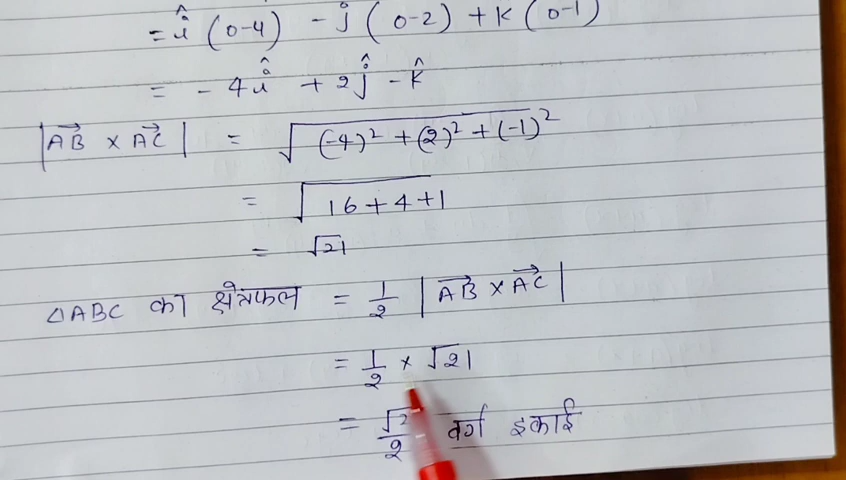 = î (0-4) - ĵ (0-2) + k (0-1)
= - 4î + 2ĵ - k̂
|AB⃗ × AC⃗| = √(-4)² + (2)² + (-1)²
= √16 + 4 + 1
= √21
△ABC का क्षेत्रफल = 1/2 |AB⃗ × AC⃗|
= 1/2 × √21
= √2/2 वर्ग इकाई